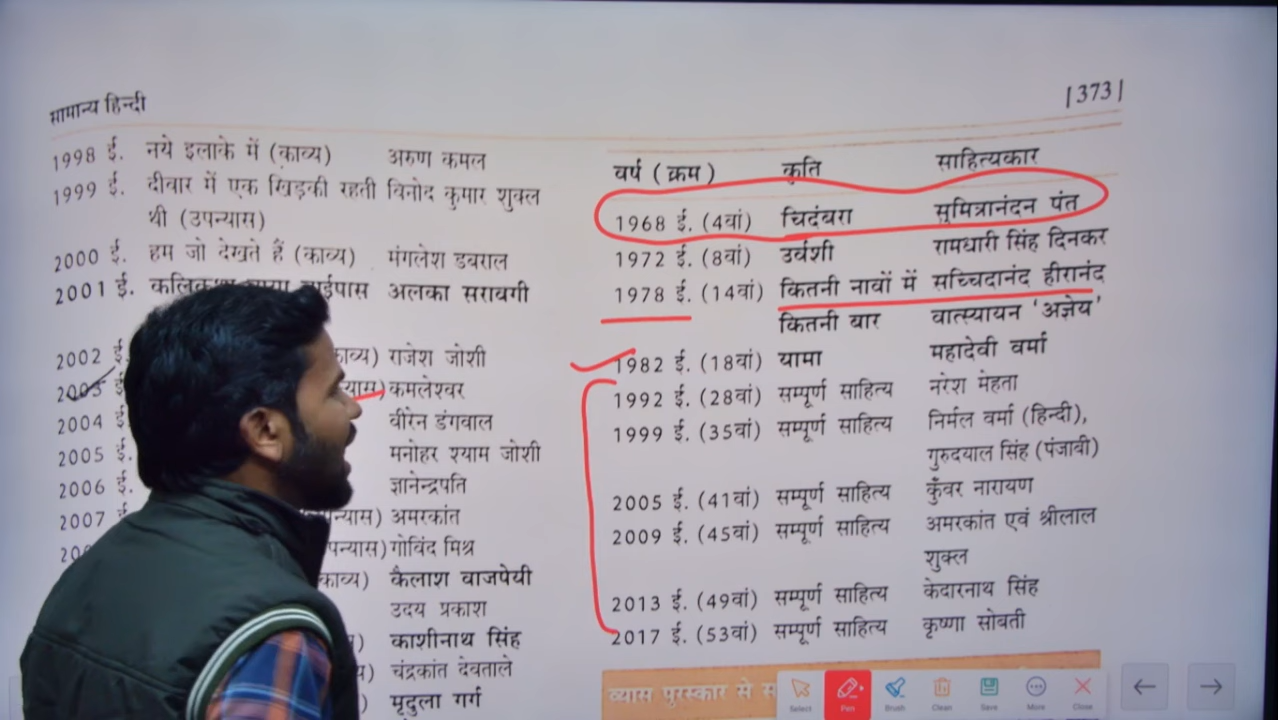 सामान्य हिन्दी
|373|
1998 ई. नये इलाके में (काव्य) अरुण कमल
1999 ई. दीवार में एक खिड़की रहती विनोद कुमार शुक्ल
थी (उपन्यास)
2000 ई. हम जो देखते हैं (काव्य) मंगलेश डबराल
2001 ई. बाईपास अलका सरावगी
2002 ई. राजेश जोशी
2003 ई. कमलेश्वर
2004 ई. वीरेन डंगवाल
2005 ई. मनोहर श्याम जोशी
2006 ई. ज्ञानेन्द्रपति
2007 अमरकांत
गोविंद मिश्र
कैलाश वाजपेयी
उदय प्रकाश
काशीनाथ सिंह
चंद्रकांत देवताले
मृदुला गर्ग
वर्ष (क्रम) कृति साहित्यकार
1968 ई. (4वां) चिदंबरा सुमित्रानंदन पंत
1972 ई. (8वां) उर्वशी रामधारी सिंह दिनकर
1978 ई. (14वां) कितनी नावों में सच्चिदानंद हीरानंद
कितनी बार वात्स्यायन 'अज्ञेय'
1982 ई. (18वां) यामा महादेवी वर्मा
1992 ई. (28वां) सम्पूर्ण साहित्य नरेश मेहता
1999 ई. (35वां) सम्पूर्ण साहित्य निर्मल वर्मा (हिन्दी),
गुरुदयाल सिंह (पंजाबी)
2005 ई. (41वां) सम्पूर्ण साहित्य कुँवर नारायण
2009 ई. (45वां) सम्पूर्ण साहित्य अमरकांत एवं श्रीलाल
शुक्ल
2013 ई. (49वां) सम्पूर्ण साहित्य केदारनाथ सिंह
2017 ई. (53वां) सम्पूर्ण साहित्य कृष्णा सोबती
व्यास पुरस्कार से
Select Pen Brush Clean Save More Close